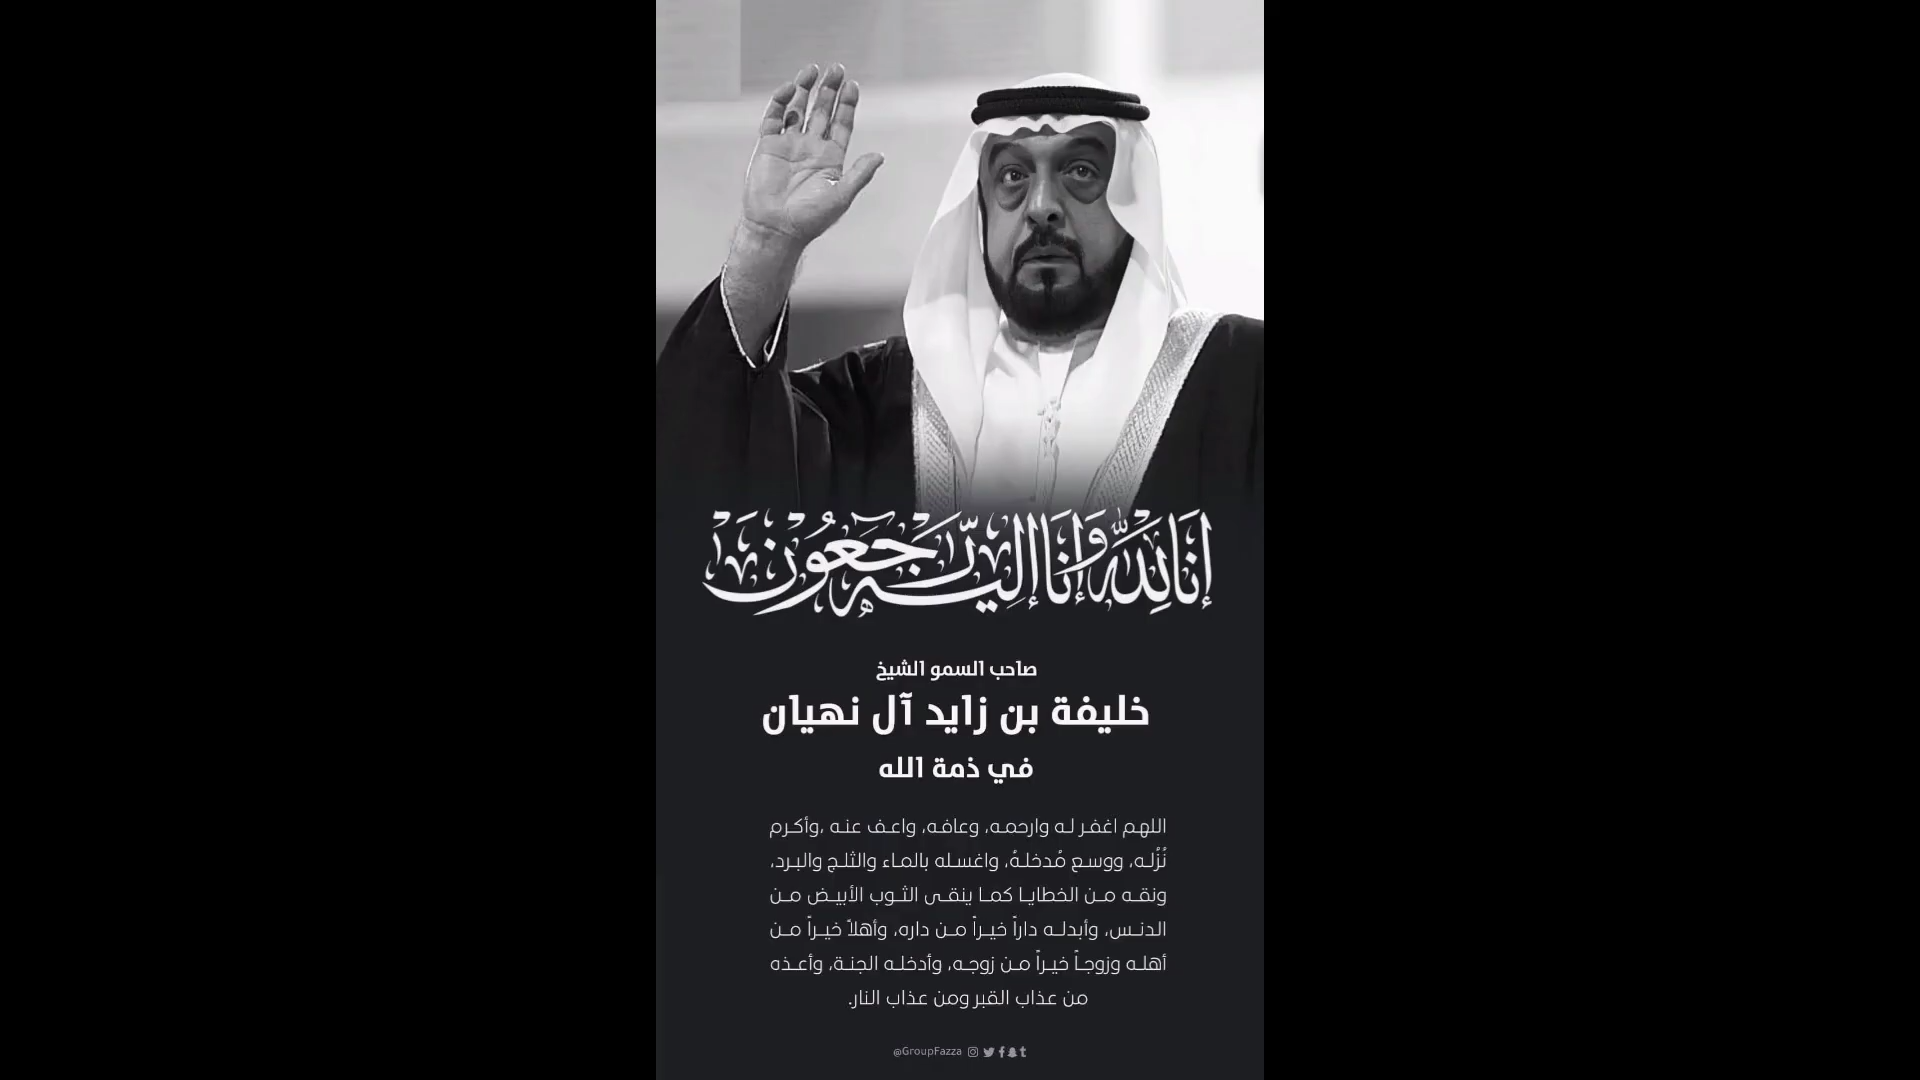 إنا لله وإنا إليه راجعون
صاحب السمو الشيخ
خليفة بن زايد آل نهيان
في ذمة الله
اللهم اغفر له وارحمه، وعافه، واعف عنه ،وأكرم
نُزُله، ووسع مُدخلهُ، واغسله بالماء والثلج والبرد،
ونقه من الخطايا كما ينقى الثوب الأبيض من
الدنس، وأبدله داراً خيراً من داره، وأهلاً خيراً من
أهله وزوجاً خيراً من زوجه، وأدخله الجنة، وأعذه
من عذاب القبر ومن عذاب النار.
@GroupFazza